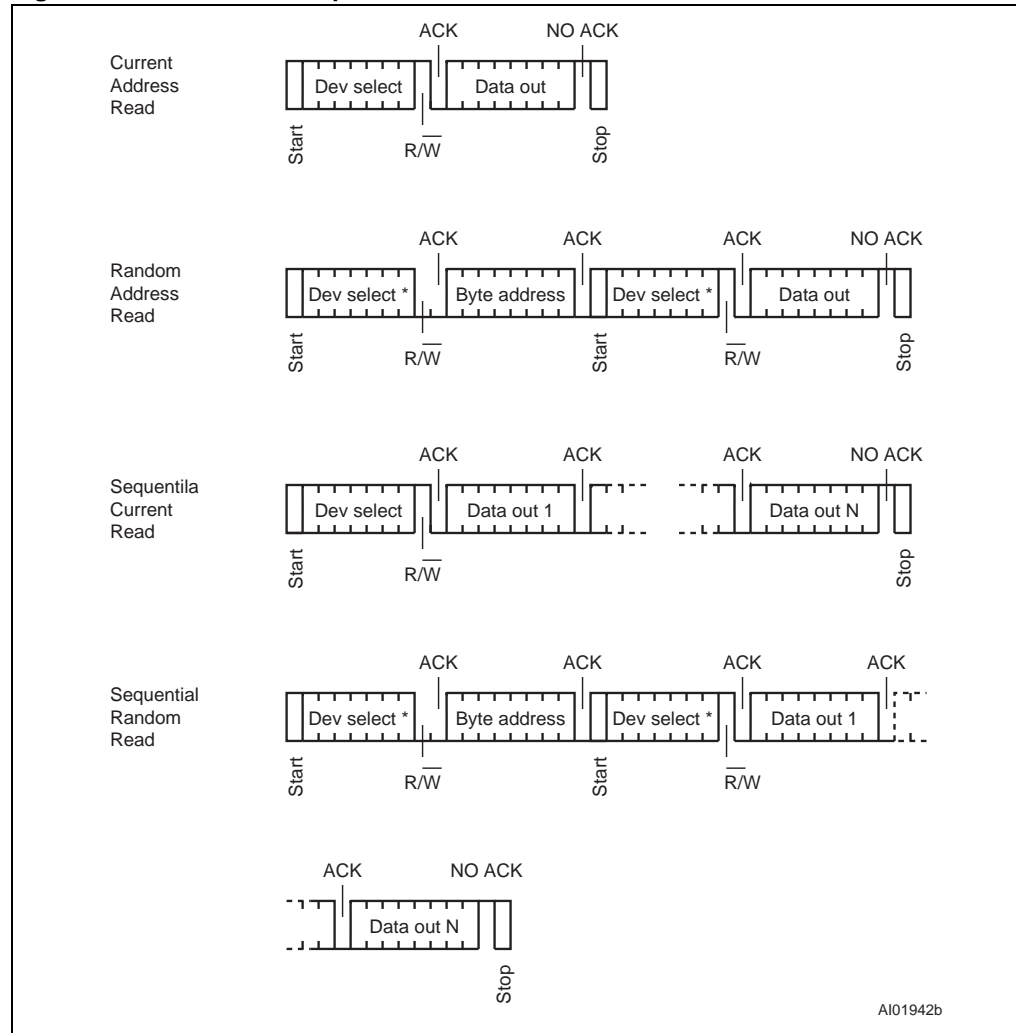 ACK NO ACK
Current
Address
Read
Dev select Data out
Start R/W Stop
ACK ACK ACK NO ACK
Random
Address
Read
Dev select * Byte address Dev select * Data out
Start R/W Start R/W Stop
ACK ACK ACK NO ACK
Sequentila
Current
Read
Dev select Data out 1 Data out N
Start R/W Stop
ACK ACK ACK ACK
Sequential
Random
Read
Dev select * Byte address Dev select * Data out 1
Start R/W Start R/W
ACK NO ACK
Data out N
Stop
AI01942b